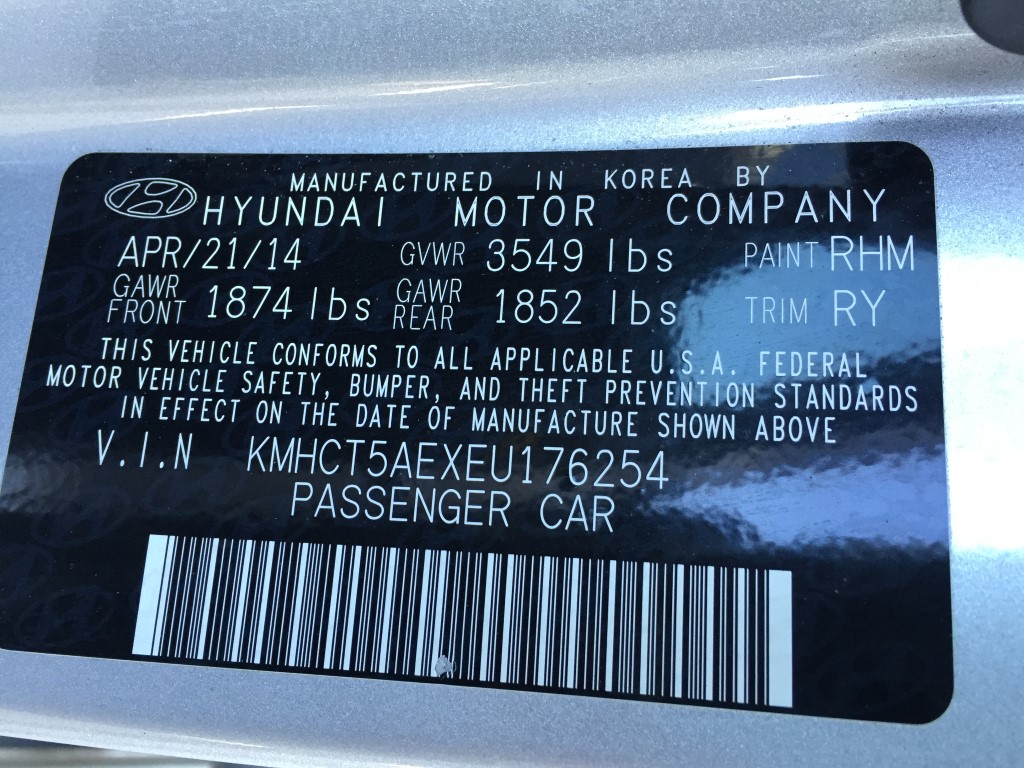 MANUFACTURED IN KOREA BY
HYUNDAI MOTOR COMPANY
APR/21/14 GVWR 3549 lbs PAINT RHM
GAWR FRONT 1874 lbs GAWR REAR 1852 lbs TRIM RY
THIS VEHICLE CONFORMS TO ALL APPLICABLE U.S.A. FEDERAL
MOTOR VEHICLE SAFETY, BUMPER, AND THEFT PREVENTION STANDARDS
IN EFFECT ON THE DATE OF MANUFACTURE SHOWN ABOVE
V.I.N KMHCT5AEXEU176254
PASSENGER CAR